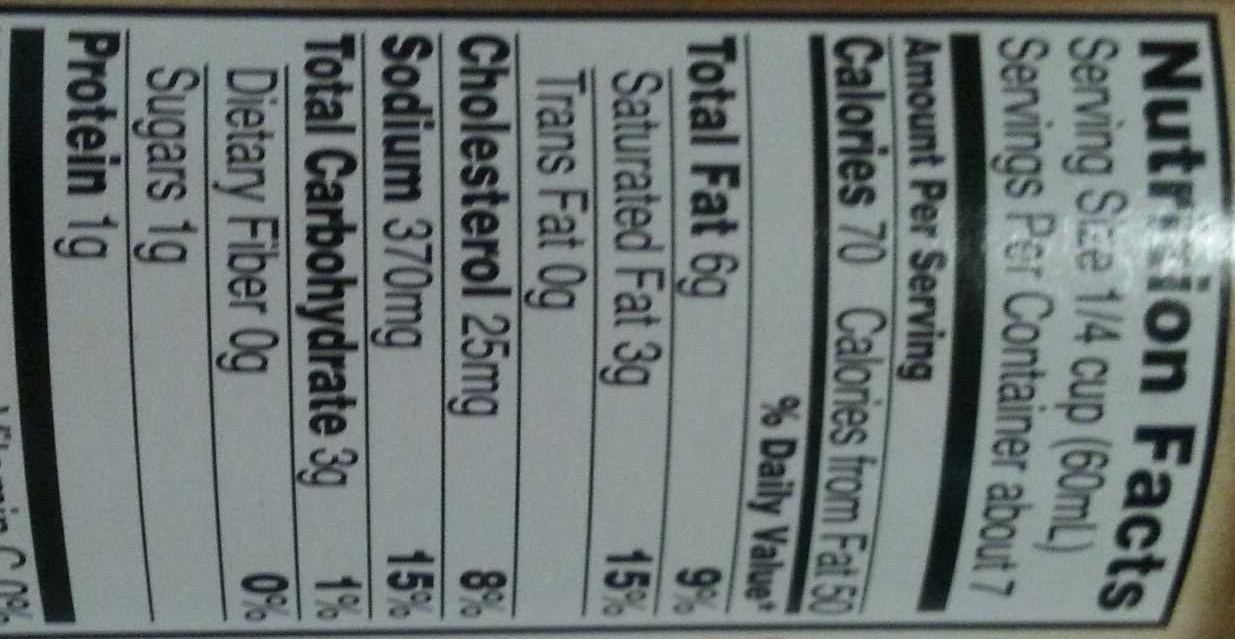 Nutrition Facts
Serving Size 1/4 cup (60mL)
Servings Per Container about 7
Amount Per Serving
Calories 70 Calories from Fat 50
% Daily Value*
Total Fat 6g 9%
Saturated Fat 3g 15%
Trans Fat 0g
Cholesterol 25mg 8%
Sodium 370mg 15%
Total Carbohydrate 3g 1%
Dietary Fiber 0g 0%
Sugars 1g
Protein 1g
Vitamin C 0%